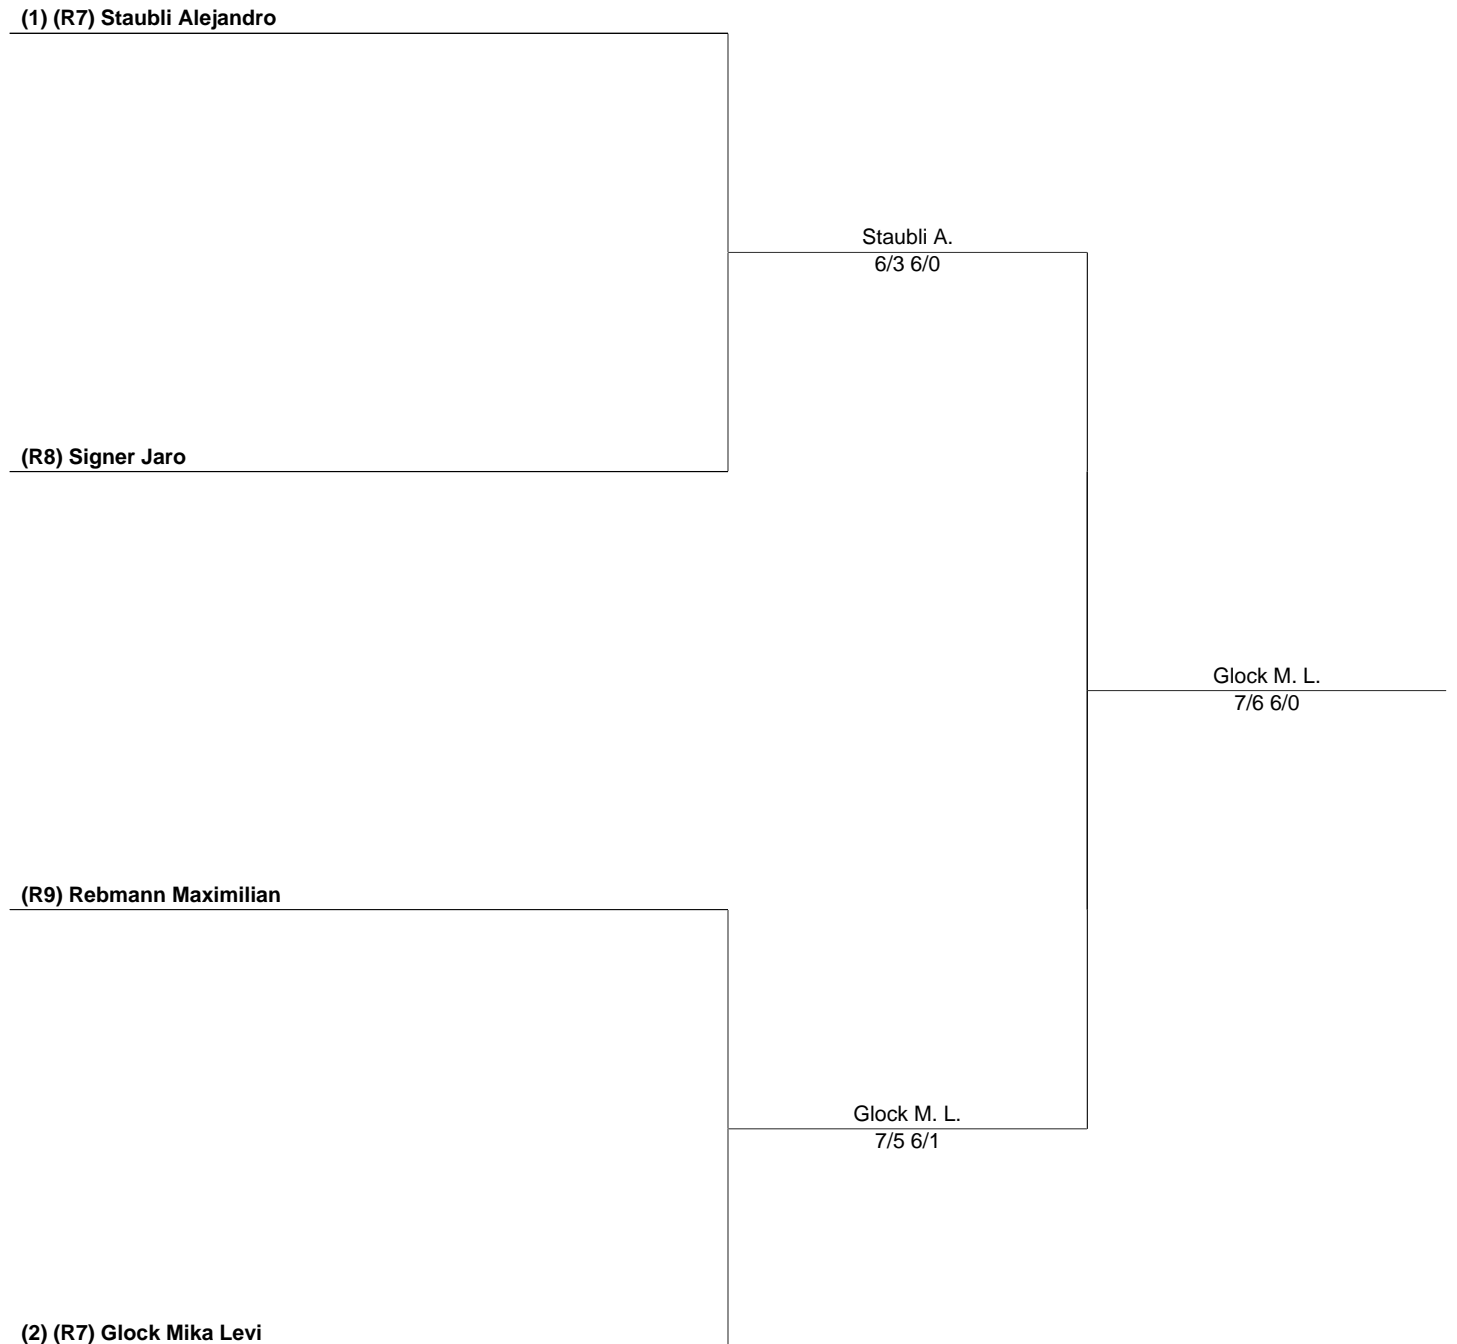 (1) (R7) Staubli Alejandro
Staubli A.
6/3 6/0
(R8) Signer Jaro
Glock M. L.
7/6 6/0
(R9) Rebmann Maximilian
Glock M. L.
7/5 6/1
(2) (R7) Glock Mika Levi